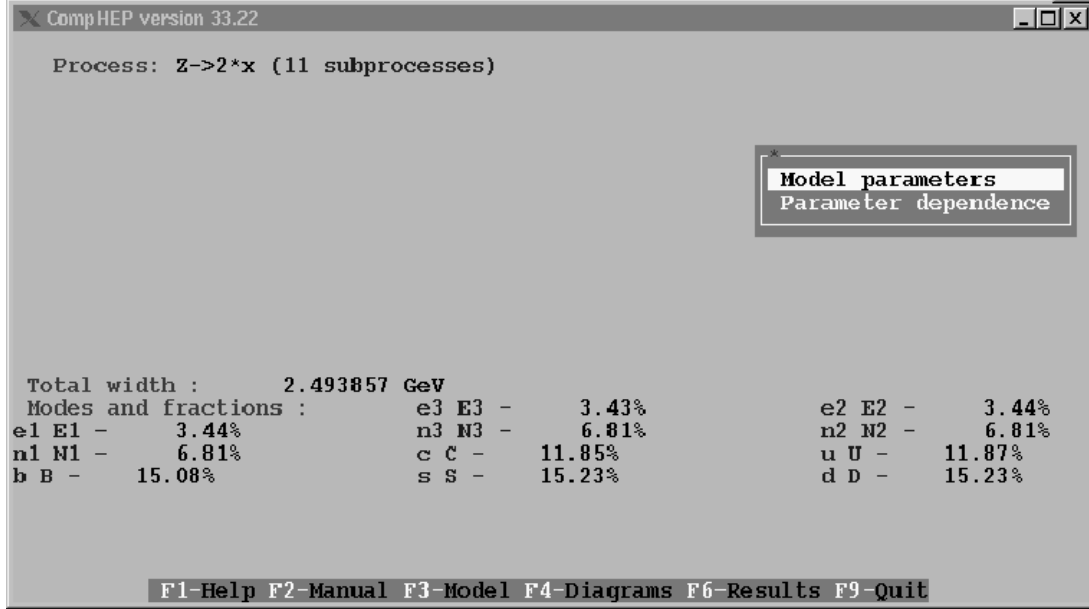 CompHEP version 33.22
Process: Z->2*x (11 subprocesses)
*
Model parameters
Parameter dependence
Total width : 2.493857 GeV
Modes and fractions : e3 E3 - 3.43% e2 E2 - 3.44%
e1 E1 - 3.44% n3 N3 - 6.81% n2 N2 - 6.81%
n1 N1 - 6.81% c C - 11.85% u U - 11.87%
b B - 15.08% s S - 15.23% d D - 15.23%
F1-Help F2-Manual F3-Model F4-Diagrams F6-Results F9-Quit